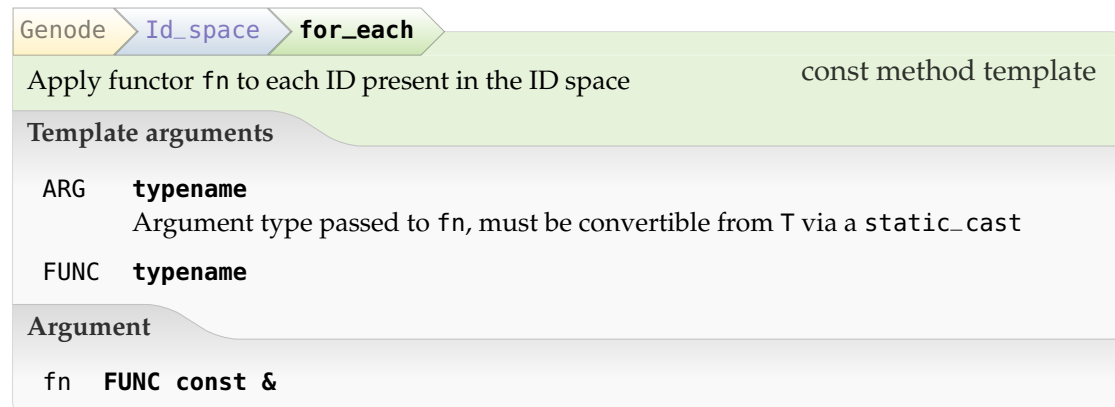 Genode Id_space for_each
Apply functor fn to each ID present in the ID space const method template
Template arguments
ARG typename
Argument type passed to fn, must be convertible from T via a static_cast
FUNC typename
Argument
fn FUNC const &